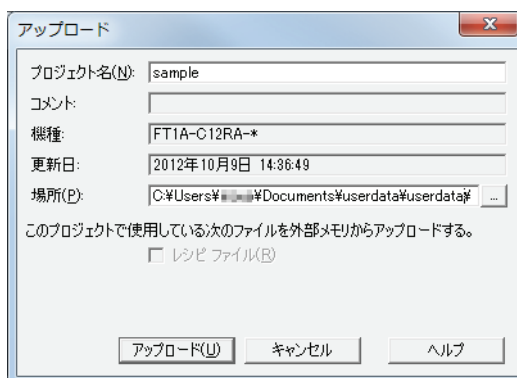 アップロード
プロジェクト名(N): sample
コメント:
機種: FT1A-C12RA-*
更新日: 2012年10月9日 14:36:49
場所(P): C:¥Users¥ ¥Documents¥userdata¥userdata¥ ...
このプロジェクトで使用している次のファイルを外部メモリからアップロードする。
レシピ ファイル(R)
アップロード(U) キャンセル ヘルプ